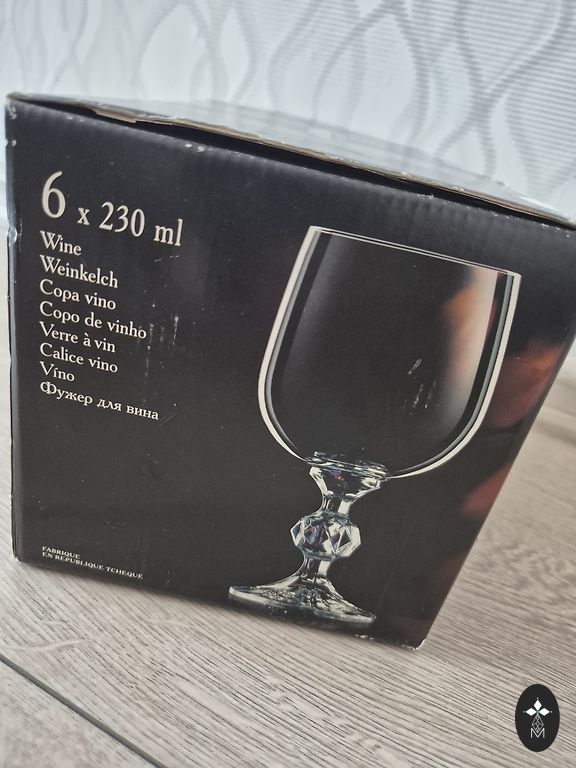 6 x 230 ml
Wine
Weinkelch
Copa vino
Copo de vinho
Verre à vin
Calice vino
Víno
Фужер для вина
FABRIQUE
EN REPUBLIQUE TCHEQUE
M